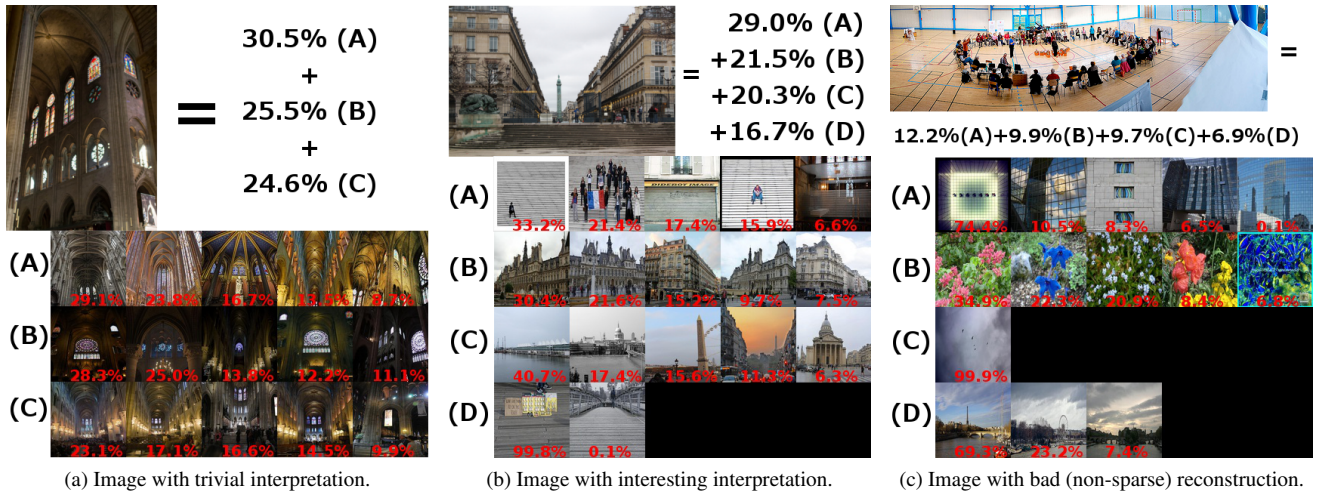 30.5% (A)
+
25.5% (B)
+
24.6% (C)
=
(A)
29.1% 23.8% 16.7% 13.5% 8.7%
(B)
28.3% 25.0% 13.8% 12.2% 11.1%
(C)
23.1% 17.1% 16.6% 14.5% 9.9%
(a) Image with trivial interpretation.
=
29.0% (A)
+21.5% (B)
+20.3% (C)
+16.7% (D)
(A)
DIDEROT IMAGE
33.2% 21.4% 17.4% 15.9% 6.6%
(B)
30.4% 21.6% 15.2% 9.7% 7.5%
(C)
40.7% 17.4% 15.6% 11.3% 6.3%
(D)
99.8% 0.1%
(b) Image with interesting interpretation.
=
12.2%(A)+9.9%(B)+9.7%(C)+6.9%(D)
(A)
74.4% 10.5% 8.3% 6.5% 0.1%
(B)
34.9% 22.3% 20.9% 8.4% 6.8%
(C)
99.9%
(D)
69.3% 23.2% 7.4%
(c) Image with bad (non-sparse) reconstruction.